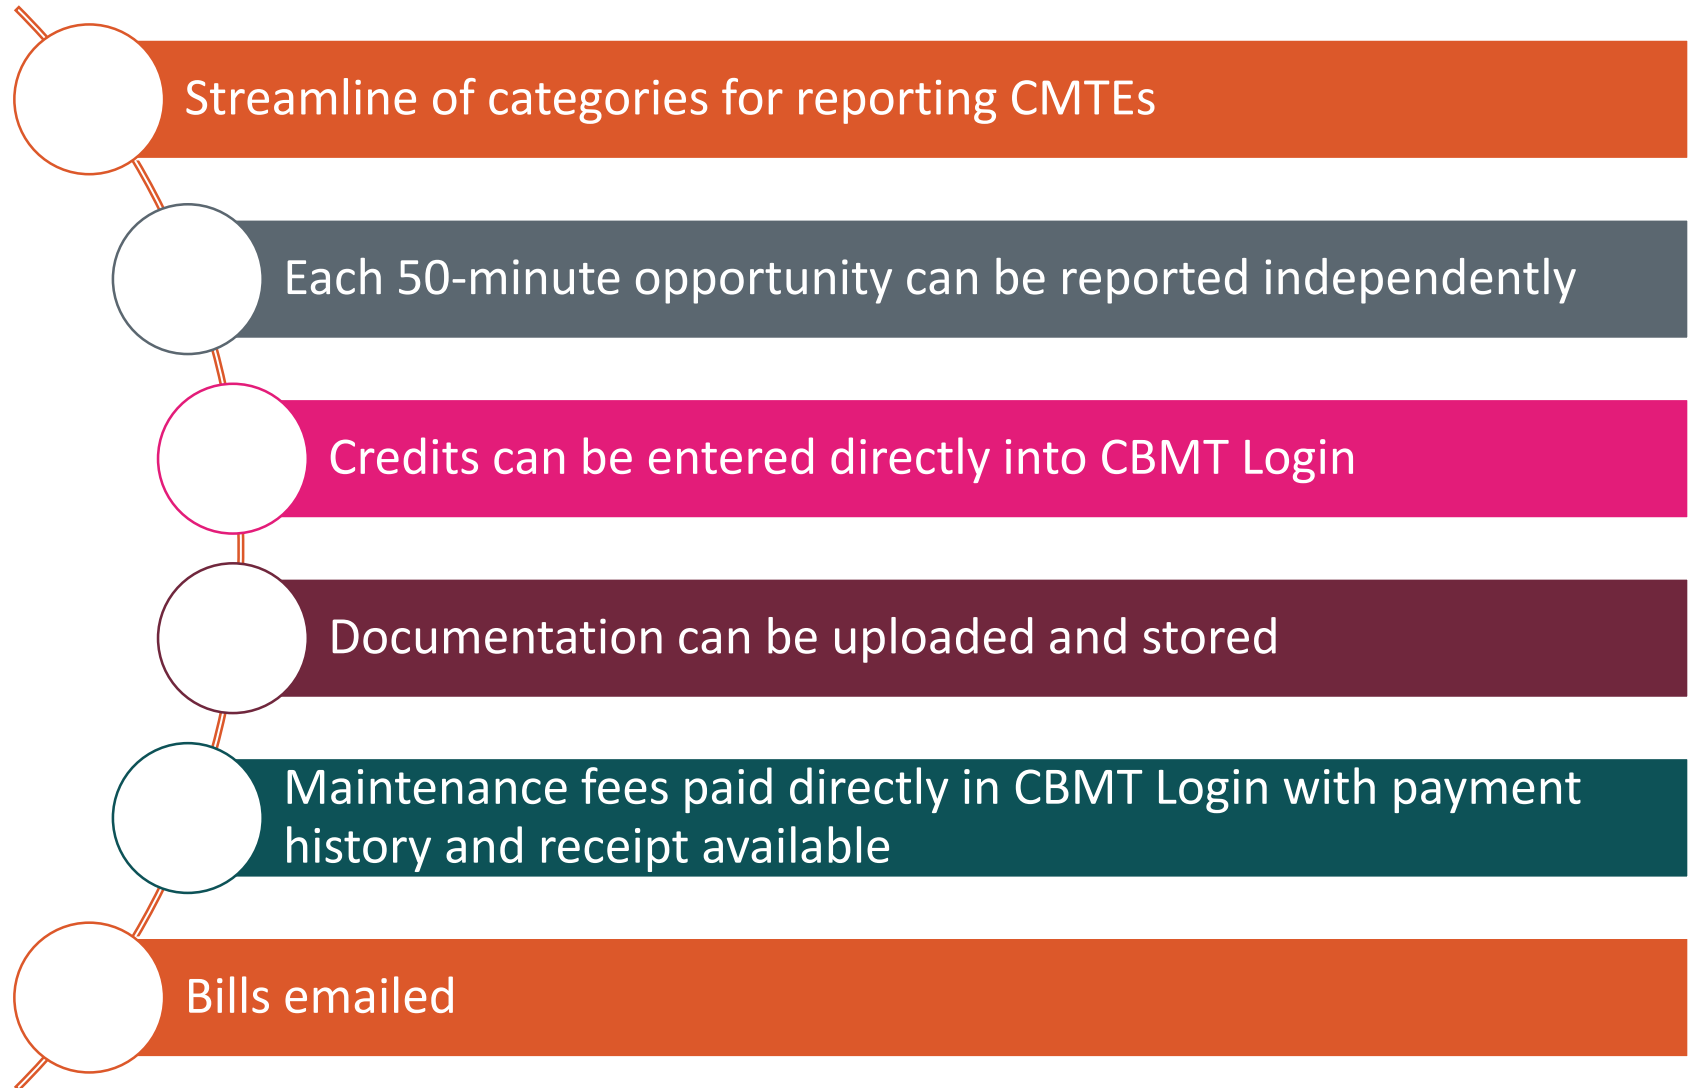 Streamline of categories for reporting CMTEs
Each 50-minute opportunity can be reported independently
Credits can be entered directly into CBMT Login
Documentation can be uploaded and stored
Maintenance fees paid directly in CBMT Login with payment
history and receipt available
Bills emailed